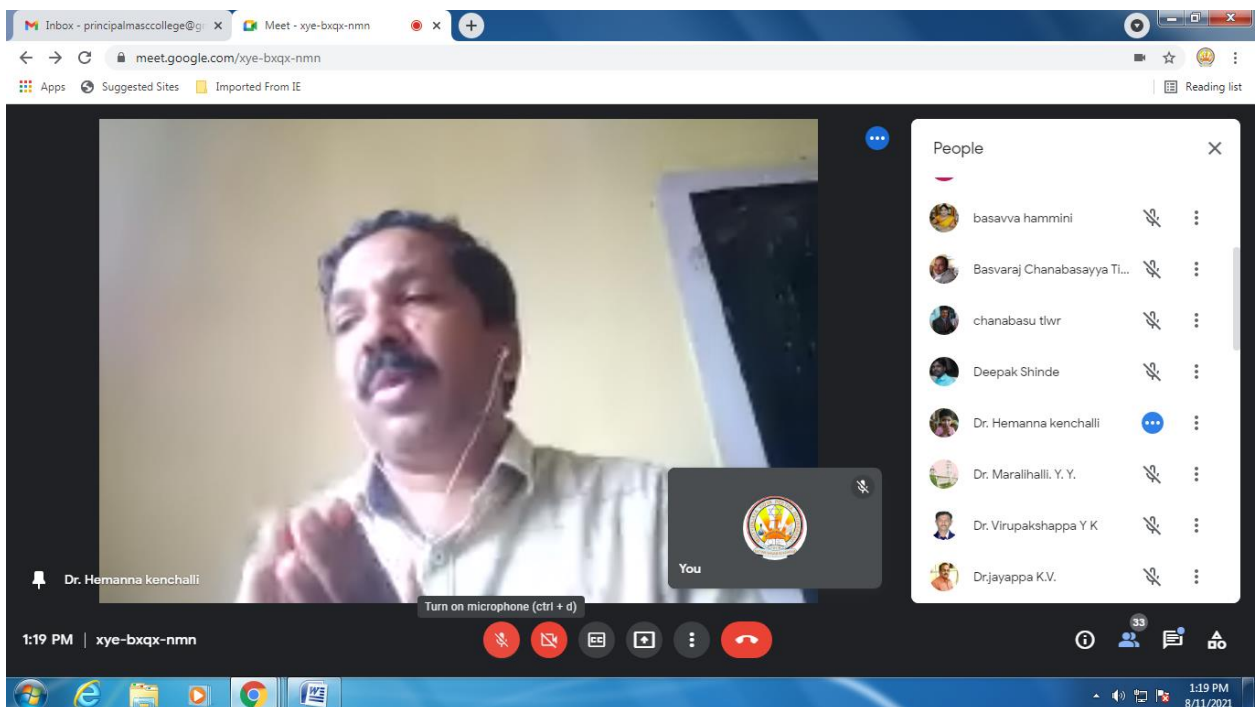 Inbox - principalmasccollege@g
Meet - xye-bxqx-nmn
meet.google.com/xye-bxqx-nmn
Apps Suggested Sites Imported From IE
Reading list
People
basavva hammini
Basvaraj Chanabasayya Ti...
chanabasu tlwr
Deepak Shinde
Dr. Hemanna kenchalli
Dr. Maralihalli. Y. Y.
Dr. Virupakshappa Y K
Dr.jayappa K.V.
You
Dr. Hemanna kenchalli
Turn on microphone (ctrl + d)
1:19 PM | xye-bxqx-nmn
CC
33
1:19 PM
8/11/2021